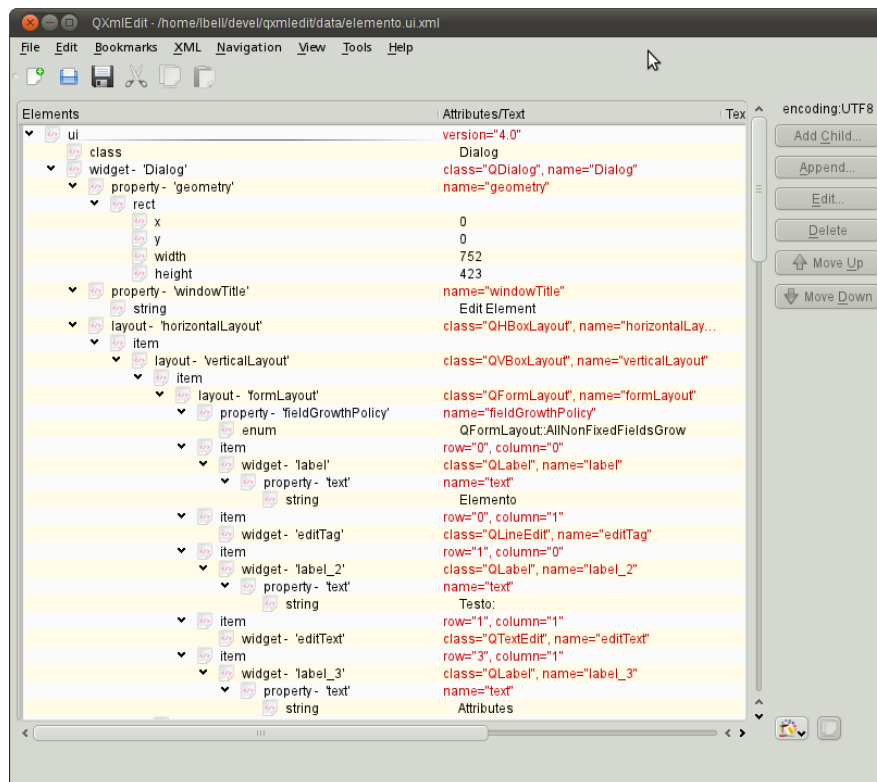 QXmlEdit - /home/lbell/devel/qxmledit/data/elemento.ui.xml
File Edit Bookmarks XML Navigation View Tools Help
Elements Attributes/Text Tex encoding:UTF8
ui version="4.0"
Add Child...
class Dialog
widget - 'Dialog' class="QDialog", name="Dialog"
Append...
property - 'geometry' name="geometry"
rect
Edit...
x 0
Delete
y 0
width 752
Move Up
height 423
property - 'windowTitle' name="windowTitle"
Move Down
string Edit Element
layout - 'horizontalLayout' class="QHBoxLayout", name="horizontalLay...
item
layout - 'verticalLayout' class="QVBoxLayout", name="verticalLayout"
item
layout - 'formLayout' class="QFormLayout", name="formLayout"
property - 'fieldGrowthPolicy' name="fieldGrowthPolicy"
enum QFormLayout::AllNonFixedFieldsGrow
item row="0", column="0"
widget - 'label' class="QLabel", name="label"
property - 'text' name="text"
string Elemento
item row="0", column="1"
widget - 'editTag' class="QLineEdit", name="editTag"
item row="1", column="0"
widget - 'label_2' class="QLabel", name="label_2"
property - 'text' name="text"
string Testo:
item row="1", column="1"
widget - 'editText' class="QTextEdit", name="editText"
item row="3", column="1"
widget - 'label_3' class="QLabel", name="label_3"
property - 'text' name="text"
string Attributes